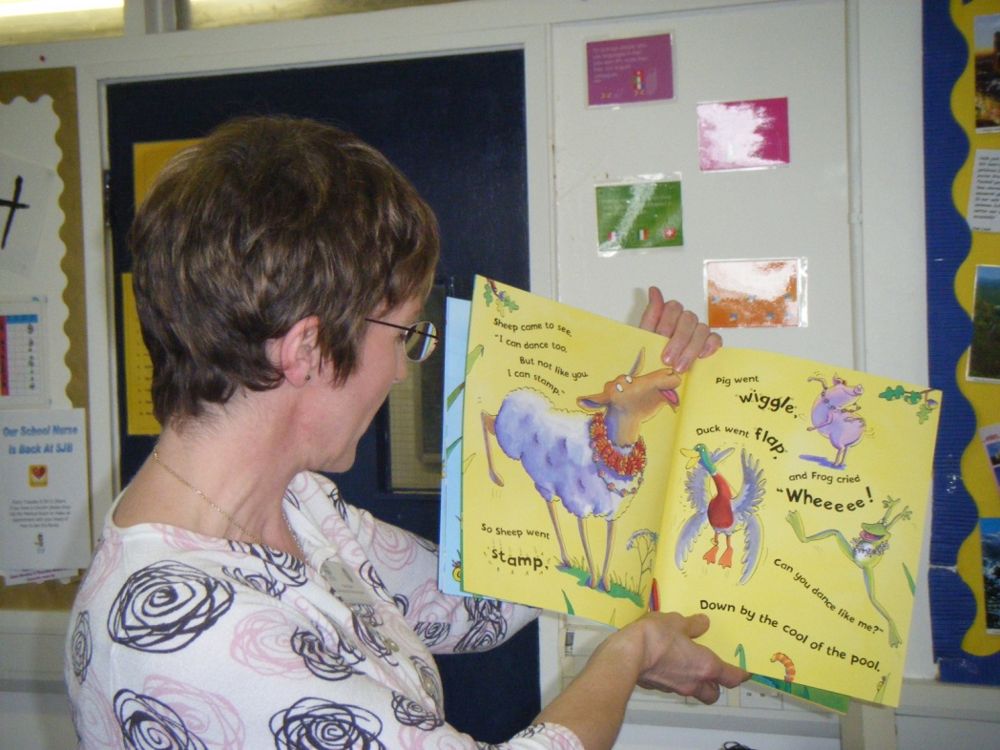 Sheep came to see.
"I can dance too.
But not like you
I can stamp."
So Sheep went
stamp.
Pig went
wiggle,
Duck went flap,
and Frog cried
"Wheeeee!
Can you dance like me?"
Down by the cool of the pool.
Our School Nurse
is Back At SJB